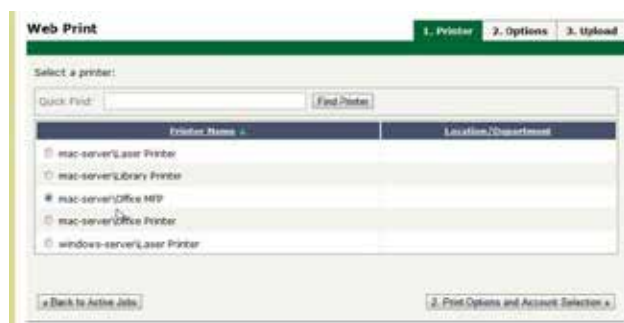 Web Print
1. Printer 2. Options 3. Upload
Select a printer:
Quick Find: Find Printer
Printer Name Location/Department
mac-server\Laser Printer
mac-server\Library Printer
mac-server\Office MFP
mac-server\Office Printer
windows-server\Laser Printer
« Back to Active Jobs 2. Print Options and Account Selection »